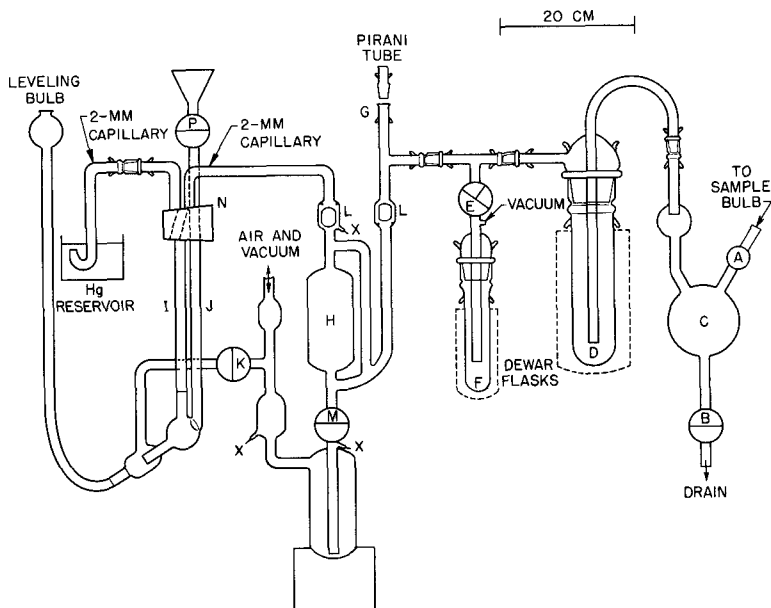 20 CM
PIRANI
TUBE
LEVELING
BULB
P
G
2-MM
CAPILLARY
2-MM
CAPILLARY
TO
SAMPLE
BULB
N
L
L
E
VACUUM
X
A
AIR AND
VACUUM
Hg
RESERVOIR
I
J
H
C
D
K
F
DEWAR
FLASKS
M
B
X
X
DRAIN